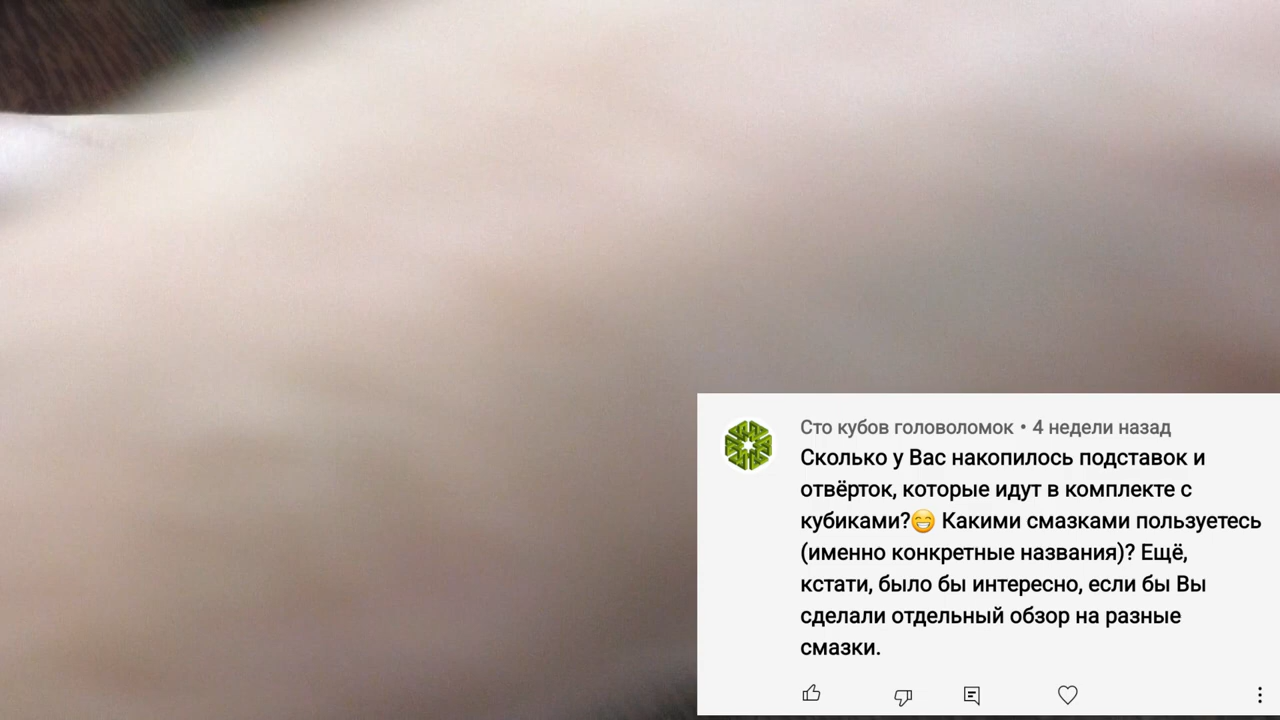 Сто кубов головоломок • 4 недели назад
Сколько у Вас накопилось подставок и
отвёрток, которые идут в комплекте с
кубиками?😁 Какими смазками пользуетесь
(именно конкретные названия)? Ещё,
кстати, было бы интересно, если бы Вы
сделали отдельный обзор на разные
смазки.